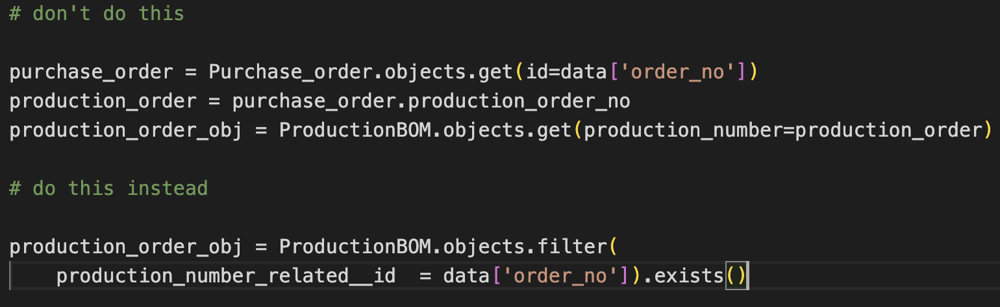 # don't do this
purchase_order = Purchase_order.objects.get(id=data['order_no'])
production_order = purchase_order.production_order_no
production_order_obj = ProductionBOM.objects.get(production_number=production_order)
# do this instead
production_order_obj = ProductionBOM.objects.filter(
    production_number_related__id  = data['order_no']).exists()